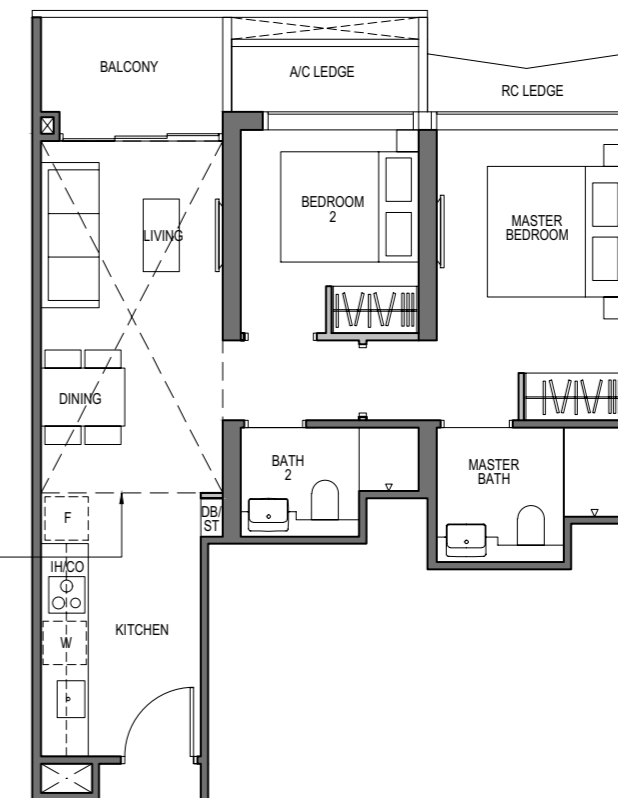 BALCONY
A/C LEDGE
RC LEDGE
LIVING
BEDROOM
2
MASTER
BEDROOM
DINING
BATH
2
MASTER
BATH
F
DB/
ST
IH/CO
KITCHEN
W